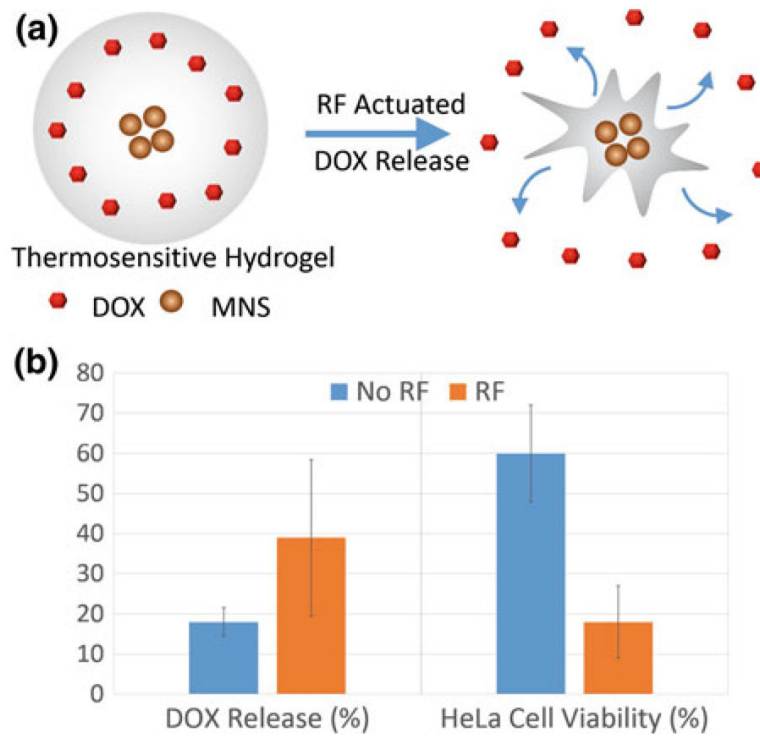 (a)
RF Actuated
DOX Release
Thermosensitive Hydrogel
DOX MNS
(b)
80
70
60
50
40
30
20
10
0
No RF RF
DOX Release (%) HeLa Cell Viability (%)